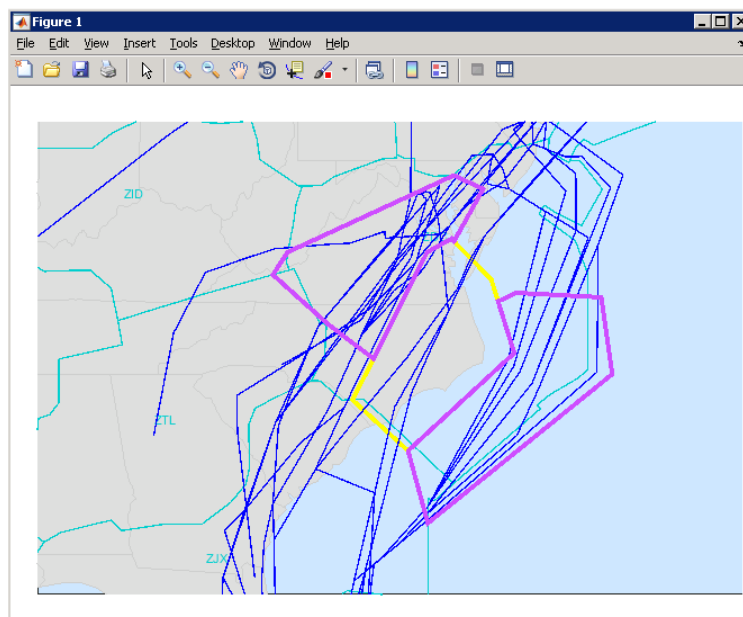 Figure 1
File Edit View Insert Tools Desktop Window Help
ZID
ZTL
ZJX